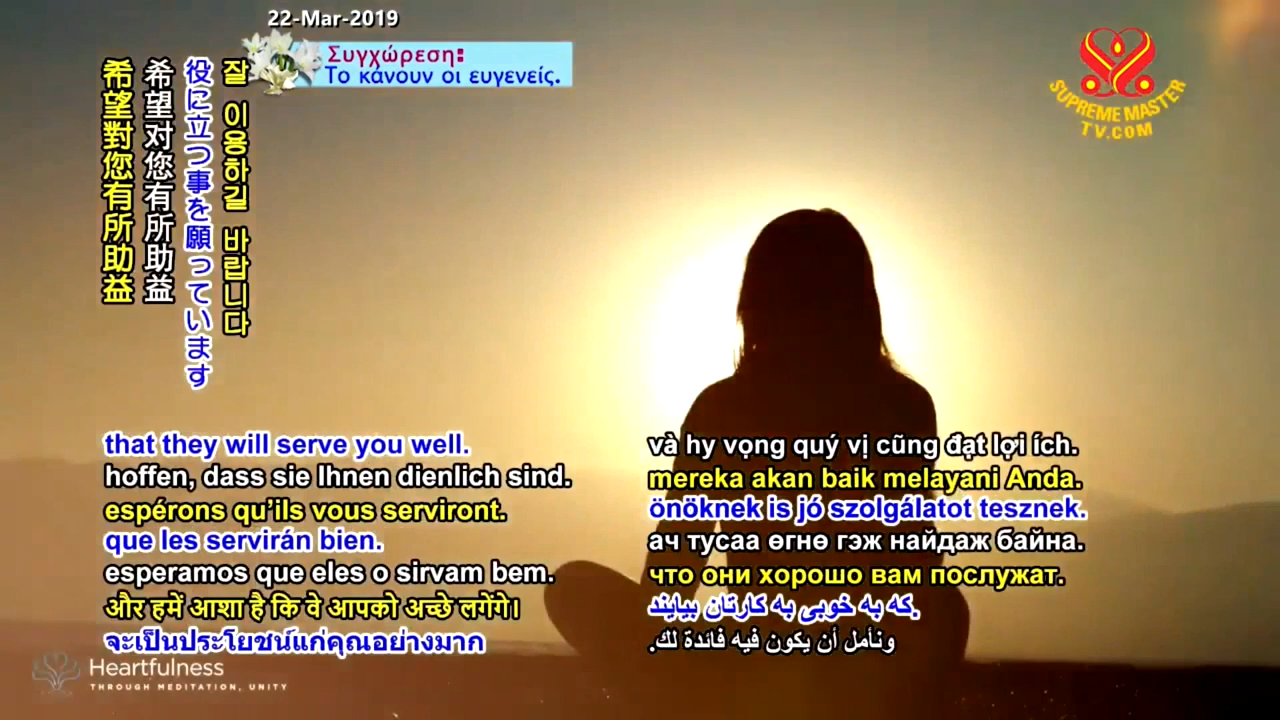 22-Mar-2019
Συγχώρεση:
Το κάνουν οι ευγενείς.
SUPREME MASTER
TV.COM
잘 이용하길 바랍니다
役に立つ事を願っています
希望对您有所助益
希望對您有所助益
that they will serve you well.
hoffen, dass sie Ihnen dienlich sind.
espérons qu’ils vous serviront.
que les servirán bien.
esperamos que eles o sirvam bem.
और हमें आशा है कि वे आपको अच्छे लगेंगे।
จะเป็นประโยชน์แก่คุณอย่างมาก
và hy vọng quý vị cũng đạt lợi ích.
mereka akan baik melayani Anda.
önöknek is jó szolgálatot tesznek.
ач тусаа өгнө гэж найдаж байна.
что они хорошо вам послужат.
که به خوبی به کارتان بیایند.
ونأمل أن يكون فيه فائدة لك.
Heartfulness
THROUGH MEDITATION, UNITY